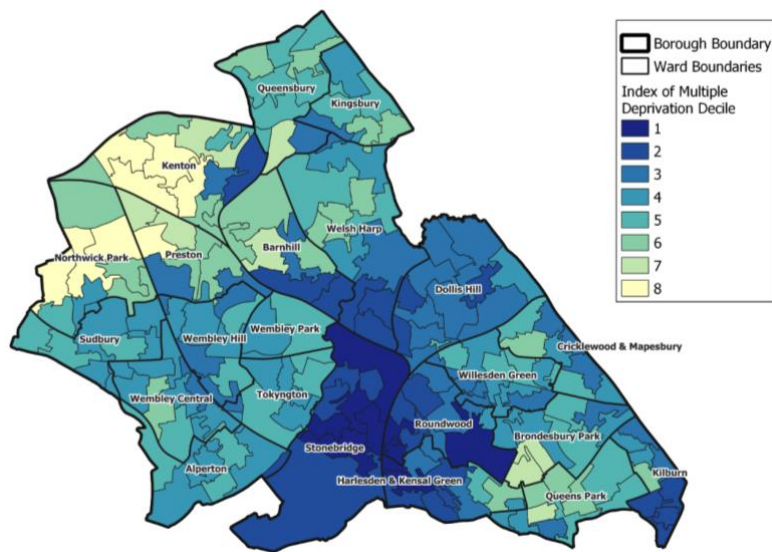 Borough Boundary
Ward Boundaries
Index of Multiple
Deprivation Decile
1
2
3
4
5
6
7
8
Queensbury
Kingsbury
Kenton
Welsh Harp
Northwick Park
Preston
Barnhill
Dollis Hill
Sudbury
Wembley Hill
Wembley Park
Cricklewood & Mapesbury
Willesden Green
Wembley Central
Tokyngton
Roundwood
Brondesbury Park
Stonebridge
Alperton
Harlesden & Kensal Green
Kilburn
Queens Park